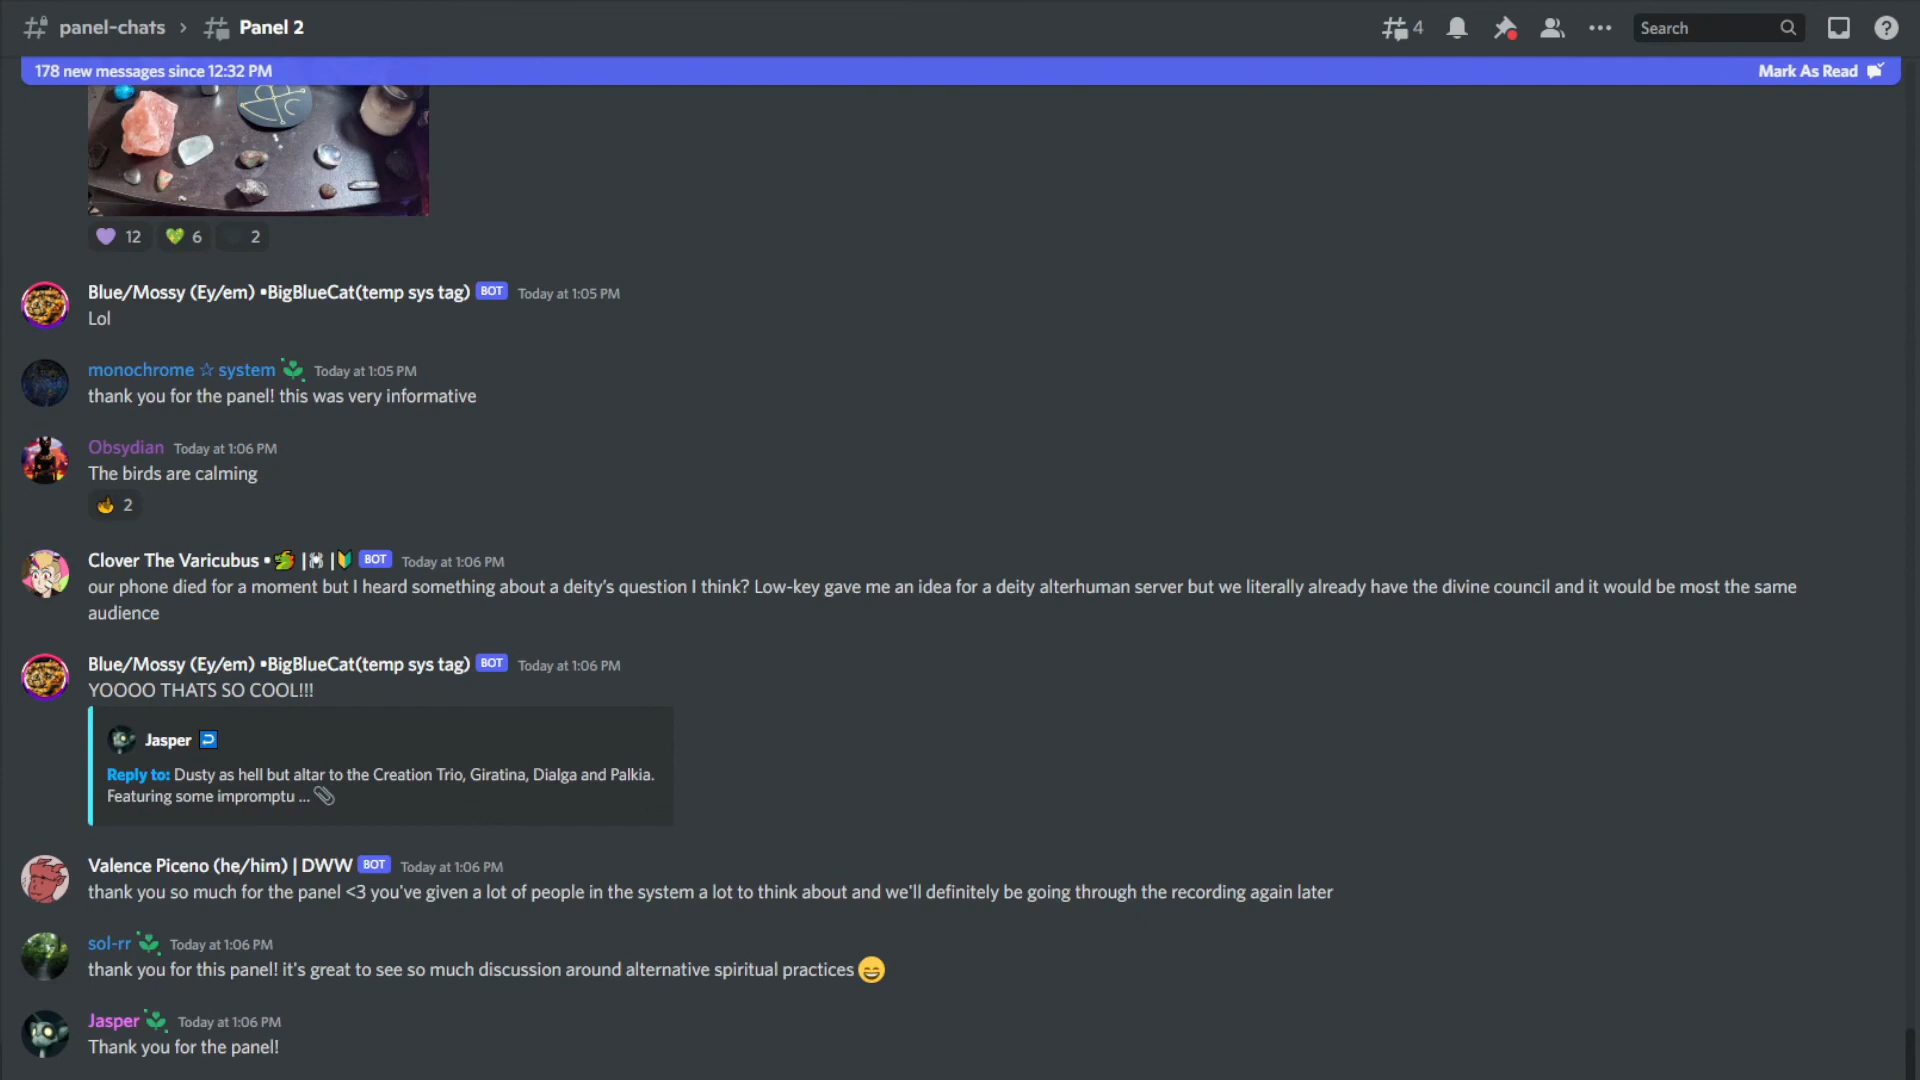 panel-chats › Panel 2 4 Search
178 new messages since 12:32 PM Mark As Read
12 6 2
Blue/Mossy (Ey/em) •BigBlueCat(temp sys tag) BOT Today at 1:05 PM
Lol
monochrome ☆ system Today at 1:05 PM
thank you for the panel! this was very informative
Obsydian Today at 1:06 PM
The birds are calming
2
Clover The Varicubus • | | BOT Today at 1:06 PM
our phone died for a moment but I heard something about a deity's question I think? Low-key gave me an idea for a deity alterhuman server but we literally already have the divine council and it would be most the same
audience
Blue/Mossy (Ey/em) •BigBlueCat(temp sys tag) BOT Today at 1:06 PM
YOOOO THATS SO COOL!!!
Jasper
Reply to: Dusty as hell but altar to the Creation Trio, Giratina, Dialga and Palkia.
Featuring some impromptu ...
Valence Piceno (he/him) | DWW BOT Today at 1:06 PM
thank you so much for the panel <3 you've given a lot of people in the system a lot to think about and we'll definitely be going through the recording again later
sol-rr Today at 1:06 PM
thank you for this panel! it's great to see so much discussion around alternative spiritual practices 😄
Jasper Today at 1:06 PM
Thank you for the panel!